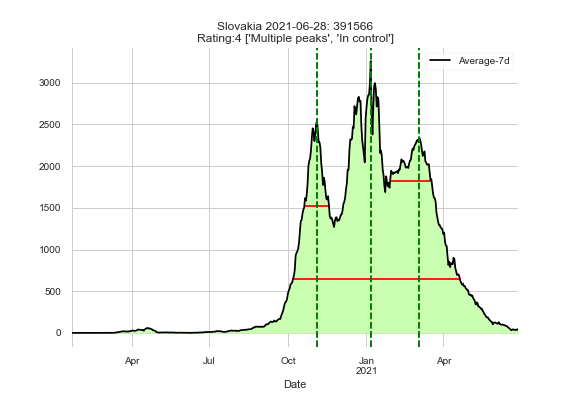 Slovakia 2021-06-28: 391566
Rating:4 ['Multiple peaks', 'In control']
Average-7d
3000
2500
2000
1500
1000
500
0
Apr
Jul
Oct
Jan
2021
Apr
Date